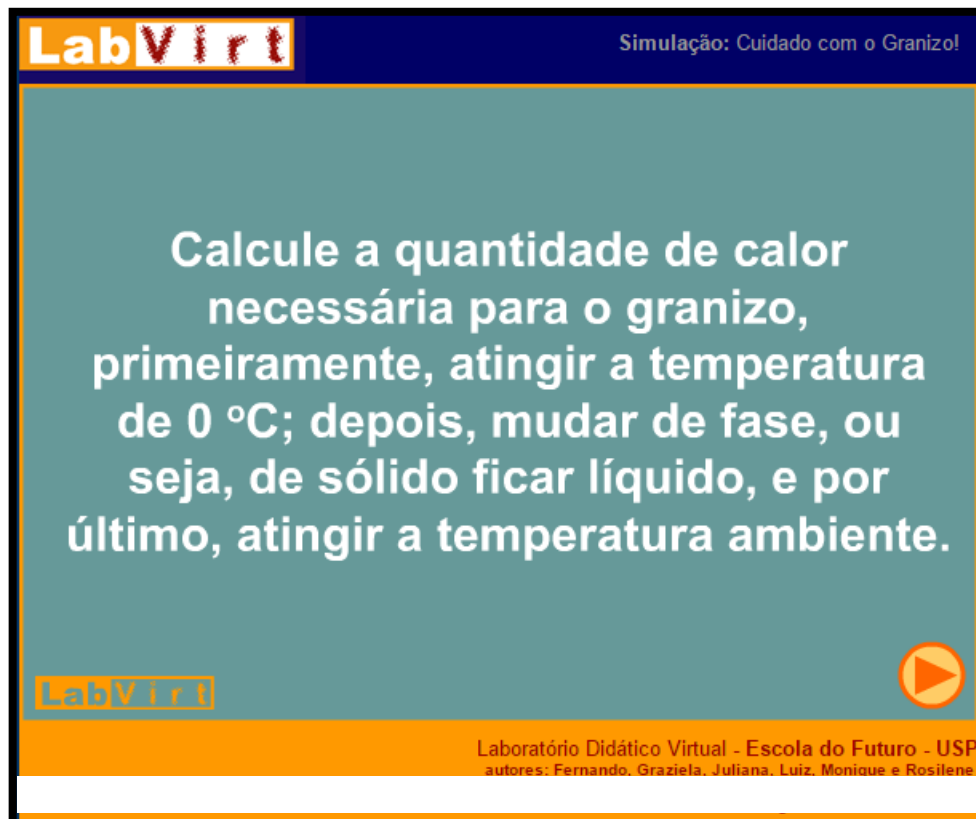 LabVirt
Simulação: Cuidado com o Granizo!
Calcule a quantidade de calor
necessária para o granizo,
primeiramente, atingir a temperatura
de 0 ºC; depois, mudar de fase, ou
seja, de sólido ficar líquido, e por
último, atingir a temperatura ambiente.
LabVirt
Laboratório Didático Virtual - Escola do Futuro - USP
autores: Fernando, Graziela, Juliana, Luiz, Monique e Rosilene